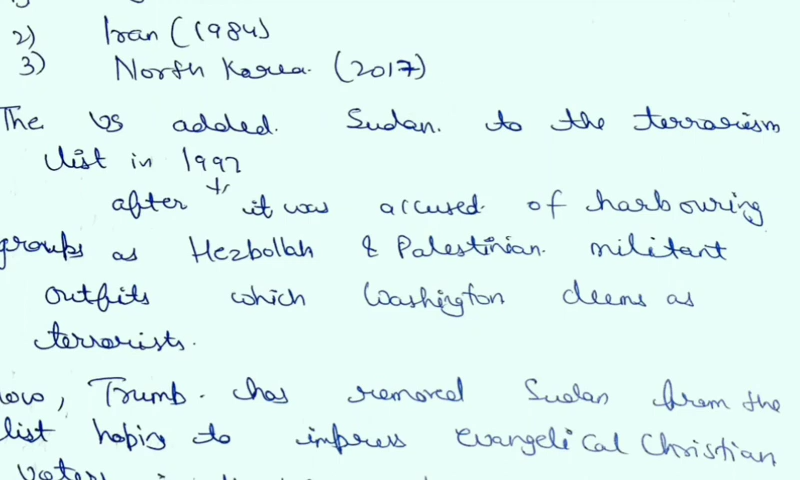 2) Iran (1984)
3) North Korea. (2017)
The US added. Sudan. to the terrorism
list in 1997
after it was accused. of harbouring
groups as Hezbollah & Palestinian. militant
outfits which Washington deems as
terrorists.
now, Trump. has removed Sudan from the
list hoping to impress evangelical Christian
voters